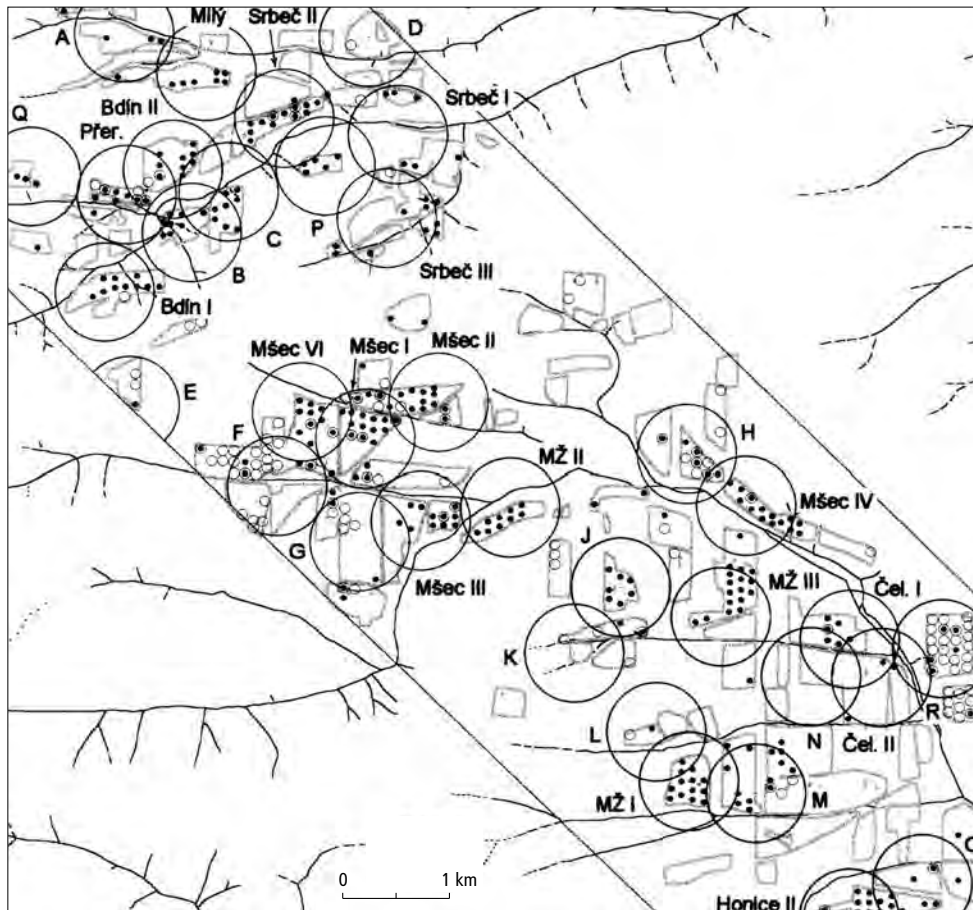 A
Milý
Srbeč II
D
Q
Bdín II
Přer.
Srbeč I
C
P
B
Srbeč III
Bdín I
E
Mšec VI
Mšec I
Mšec II
F
H
MŽ II
Mšec IV
G
J
Mšec III
MŽ III
Čel. I
K
R
L
N
Čel. II
MŽ I
M
O
0
1 km
Honice II